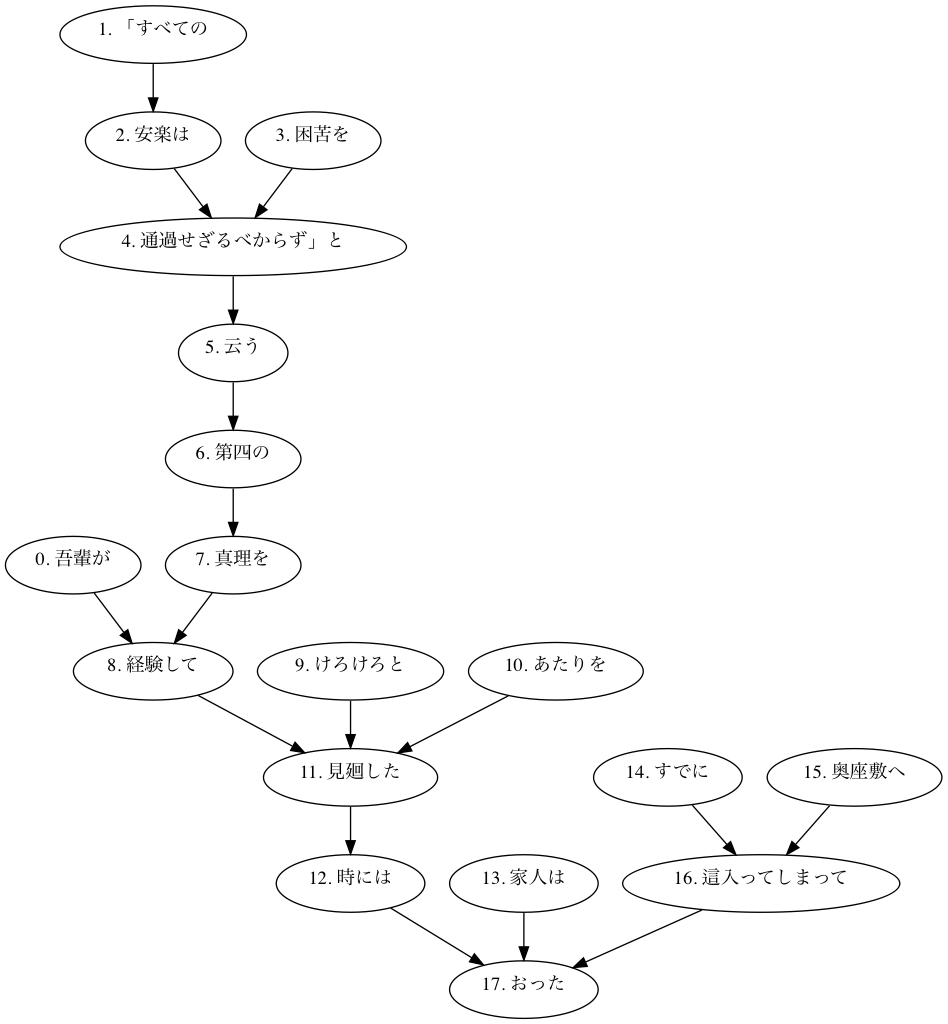 1. 「すべての
2. 安楽は
3. 困苦を
4. 通過せざるべからず」と
5. 云う
6. 第四の
0. 吾輩が
7. 真理を
8. 経験して
9. けろけろと
10. あたりを
11. 見廻した
14. すでに
15. 奥座敷へ
12. 時には
13. 家人は
16. 這入ってしまって
17. おった